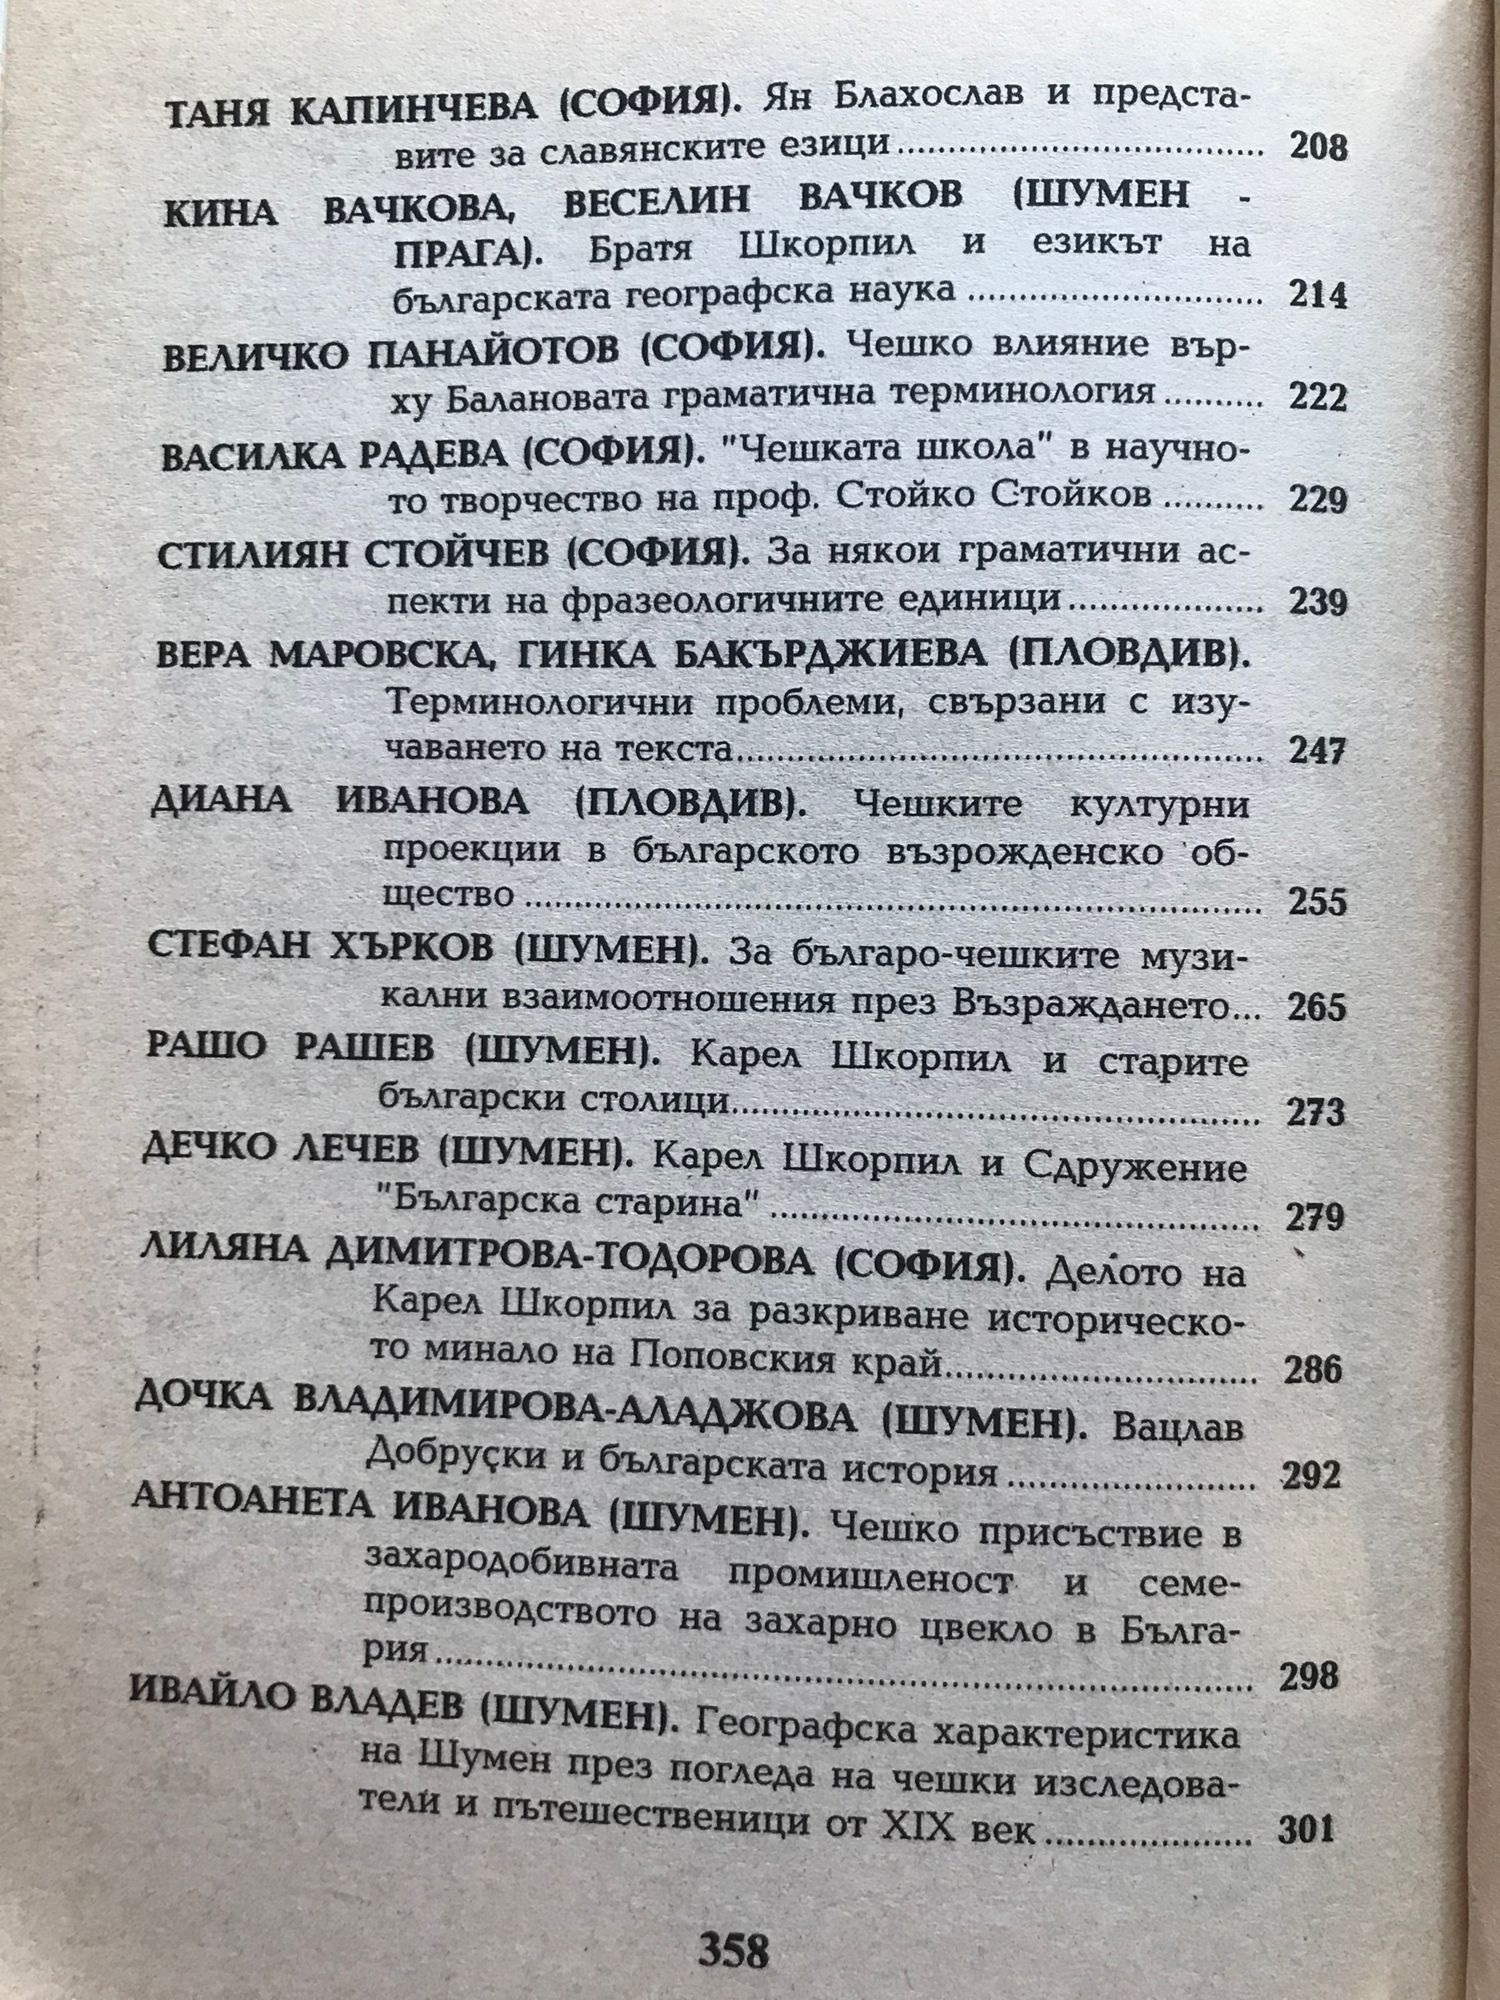 ТАНЯ КАПИНЧЕВА (СОФИЯ). Ян Блахослав и предста-
вите за славянските езици.................................... 208
КИНА ВАЧКОВА, ВЕСЕЛИН ВАЧКОВ (ШУМЕН -
ПРАГА). Братя Шкорпил и езикът на
българската географска наука ............................. 214
ВЕЛИЧКО ПАНАЙОТОВ (СОФИЯ). Чешко влияние вър-
ху Балановата граматична терминология .......... 222
ВАСИЛКА РАДЕВА (СОФИЯ). "Чешката школа" в научно-
то творчество на проф. Стойко Стойков .......... 229
СТИЛИЯН СТОЙЧЕВ (СОФИЯ). За някои граматични ас-
пекти на фразеологичните единици................... 239
ВЕРА МАРОВСКА, ГИНКА БАКЪРДЖИЕВА (ПЛОВДИВ).
Терминологични проблеми, свързани с изу-
чаването на текста................................................... 247
ДИАНА ИВАНОВА (ПЛОВДИВ). Чешките културни
проекции в българското възрожденско об-
щество ....................................................................... 255
СТЕФАН ХЪРКОВ (ШУМЕН). За българо-чешките музи-
кални взаимоотношения през Възраждането... 265
РАШО РАШЕВ (ШУМЕН). Карел Шкорпил и старите
български столици................................................... 273
ДЕЧКО ЛЕЧЕВ (ШУМЕН). Карел Шкорпил и Сдружение
"Българска старина" ................................................ 279
ЛИЛЯНА ДИМИТРОВА-ТОДОРОВА (СОФИЯ). Делото на
Карел Шкорпил за разкриване историческо-
то минало на Поповския край.............................. 286
ДОЧКА ВЛАДИМИРОВА-АЛАДЖОВА (ШУМЕН). Вацлав
Добруски и българската история ........................ 292
АНТОАНЕТА ИВАНОВА (ШУМЕН). Чешко присъствие в
захародобивната промишленост и семе-
производството на захарно цвекло в Бълга-
рия ............................................................................... 298
ИВАЙЛО ВЛАДЕВ (ШУМЕН). Географска характеристика
на Шумен през погледа на чешки изследова-
тели и пътешественици от XIX век .................... 301
358